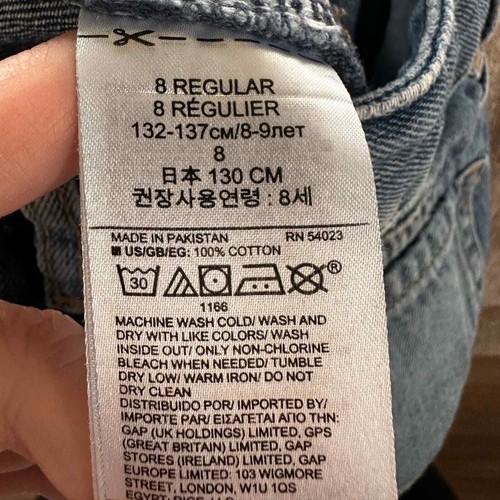 8 REGULAR
8 RÉGULIER
132-137см/8-9лет
8
日本 130 CM
권장사용연령 : 8세
MADE IN PAKISTAN RN 54023
US/GB/EG: 100% COTTON
30 ®
1166
MACHINE WASH COLD/ WASH AND
DRY WITH LIKE COLORS/ WASH
INSIDE OUT/ ONLY NON-CHLORINE
BLEACH WHEN NEEDED/ TUMBLE
DRY LOW/ WARM IRON/ DO NOT
DRY CLEAN
DISTRIBUIDO POR/ IMPORTED BY/
IMPORTE PAR/ ΕΙΣΑΓΕΤΑΙ ΑΠΟ ΤΗΝ:
GAP (UK HOLDINGS) LIMITED, GPS
(GREAT BRITAIN) LIMITED, GAP
STORES (IRELAND) LIMITED, GAP
EUROPE LIMITED: 103 WIGMORE
STREET, LONDON, W1U 1QS